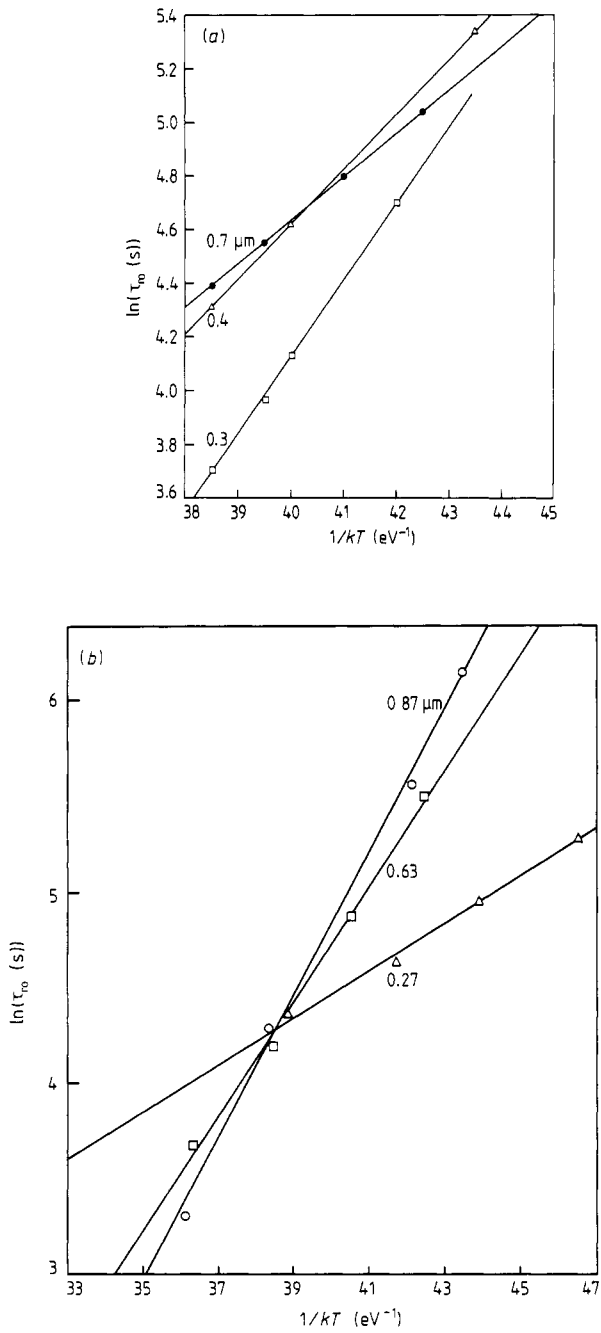 (a)
5.4
5.2
5.0
4.8
4.6
4.4
4.2
4.0
3.8
3.6
ln(τ_ro (s))
0.7 μm
0.4
0.3
38 39 40 41 42 43 44 45
1/kT (eV⁻¹)
(b)
6
5
4
3
ln(τ_ro (s))
0 87 μm
0.63
0.27
33 35 37 39 41 43 45 47
1/kT (eV⁻¹)